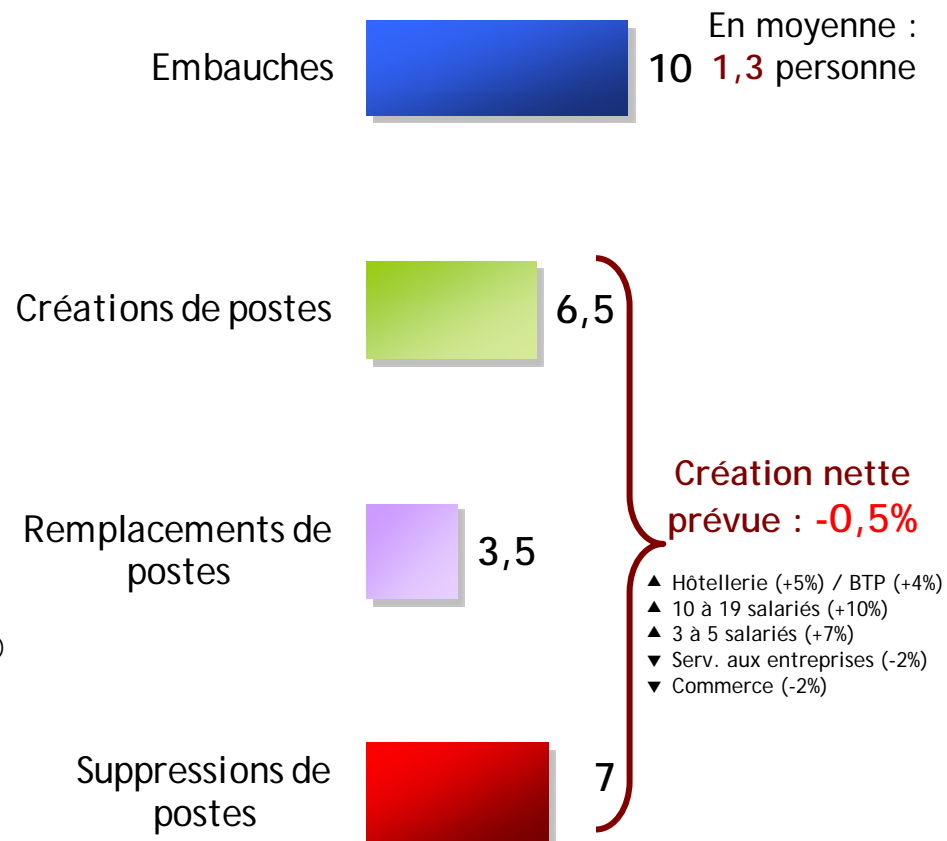 En moyenne :
Embauches 10 1,3 personne
Créations de postes 6,5
Création nette
prévue : -0,5%
Remplacements de
postes
3,5
▲ Hôtellerie (+5%) / BTP (+4%)
▲ 10 à 19 salariés (+10%)
▲ 3 à 5 salariés (+7%)
▼ Serv. aux entreprises (-2%)
▼ Commerce (-2%)
)
Suppressions de
postes
7